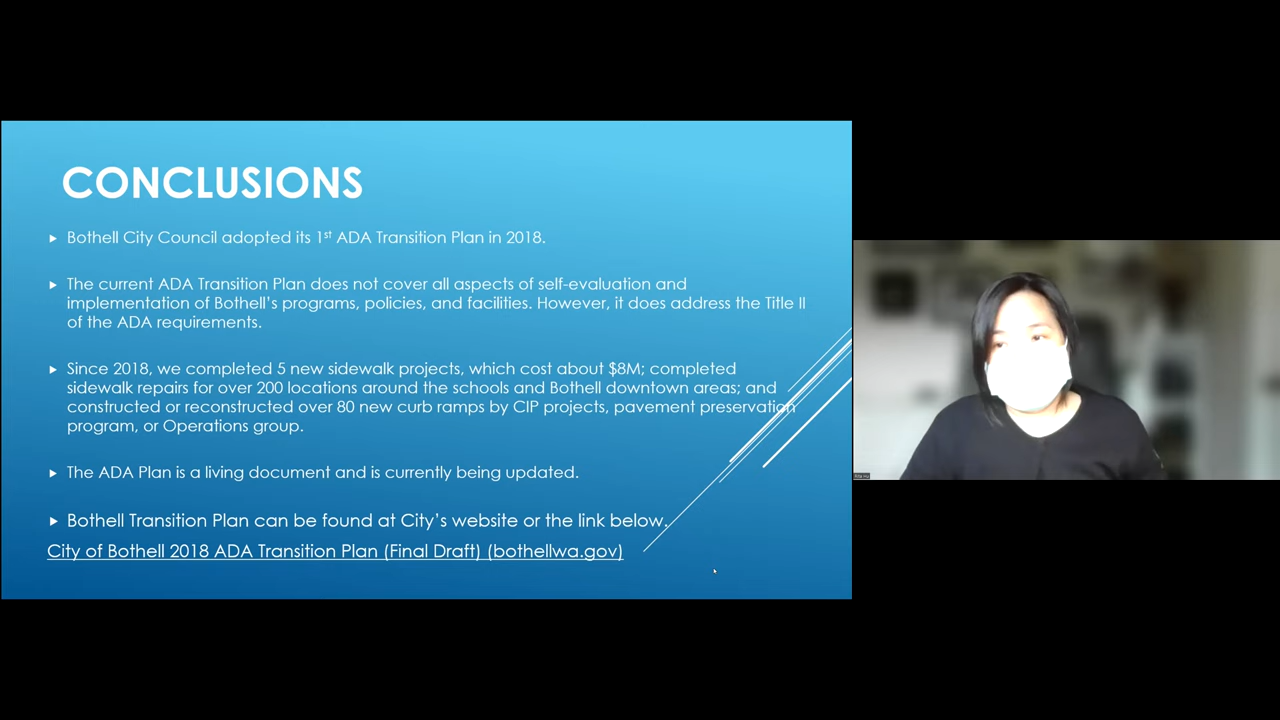 CONCLUSIONS
Bothell City Council adopted its 1st ADA Transition Plan in 2018.
The current ADA Transition Plan does not cover all aspects of self-evaluation and
implementation of Bothell's programs, policies, and facilities. However, it does address the Title II
of the ADA requirements.
Since 2018, we completed 5 new sidewalk projects, which cost about $8M; completed
sidewalk repairs for over 200 locations around the schools and Bothell downtown areas; and
constructed or reconstructed over 80 new curb ramps by CIP projects, pavement preservation
program, or Operations group.
The ADA Plan is a living document and is currently being updated.
Bothell Transition Plan can be found at City's website or the link below.
City of Bothell 2018 ADA Transition Plan (Final Draft) (bothellwa.gov)